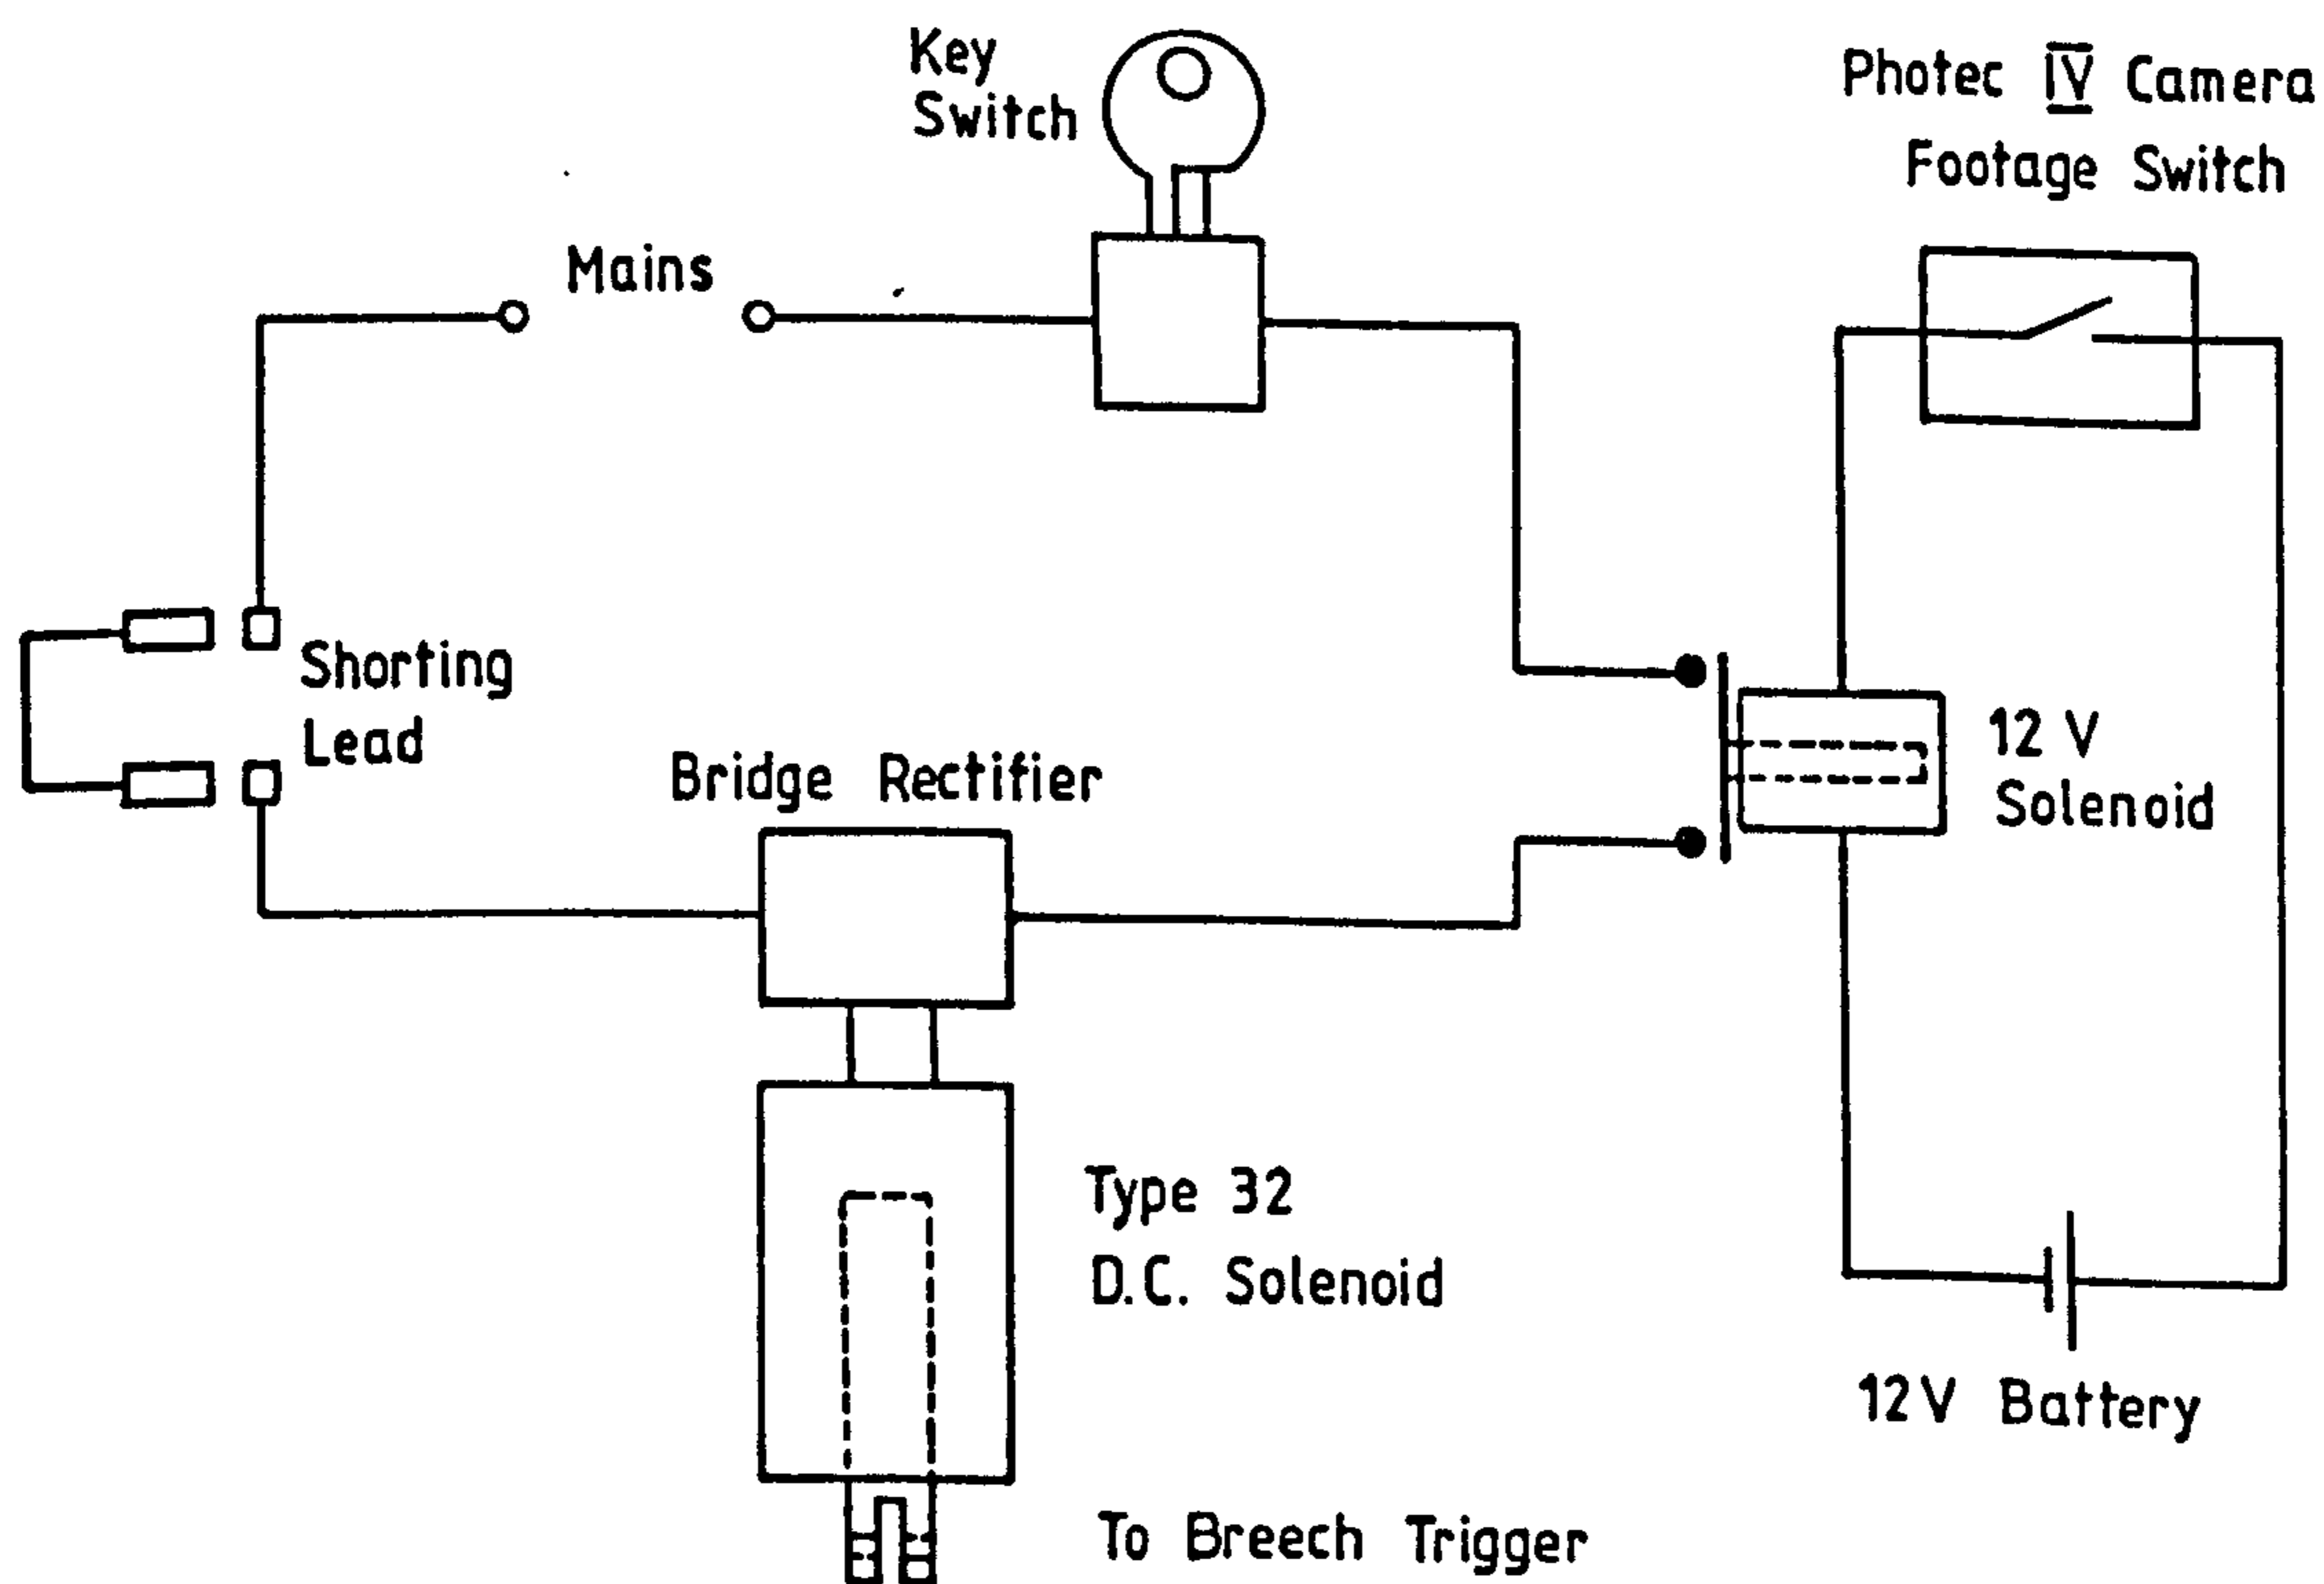 Key
Switch
Photec IV Camera
Footage Switch
Mains
Shorting
Lead
Bridge Rectifier
12 V
Solenoid
Type 32
D.C. Solenoid
12V Battery
To Breech Trigger